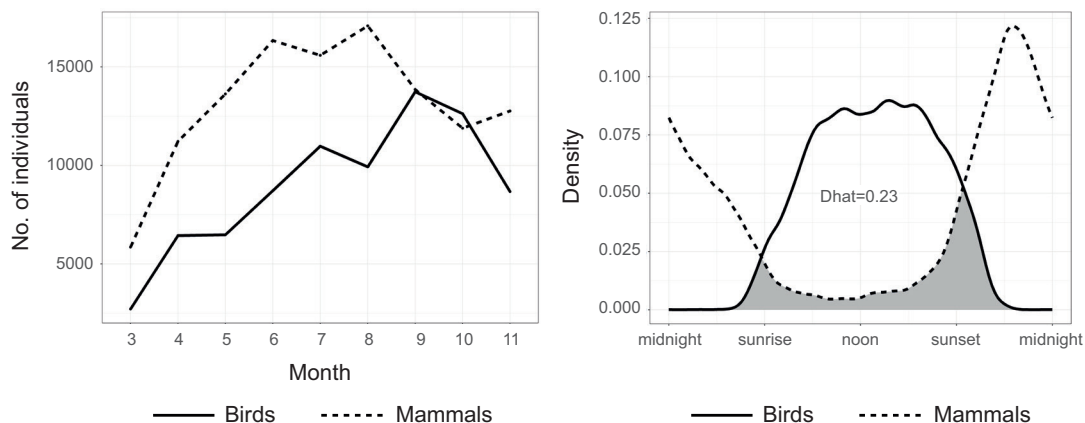 No. of individuals
15000
10000
5000
3 4 5 6 7 8 9 10 11
Month
Birds Mammals
Density
0.125
0.100
0.075
0.050
0.025
0.000
Dhat=0.23
midnight sunrise noon sunset midnight
Birds Mammals